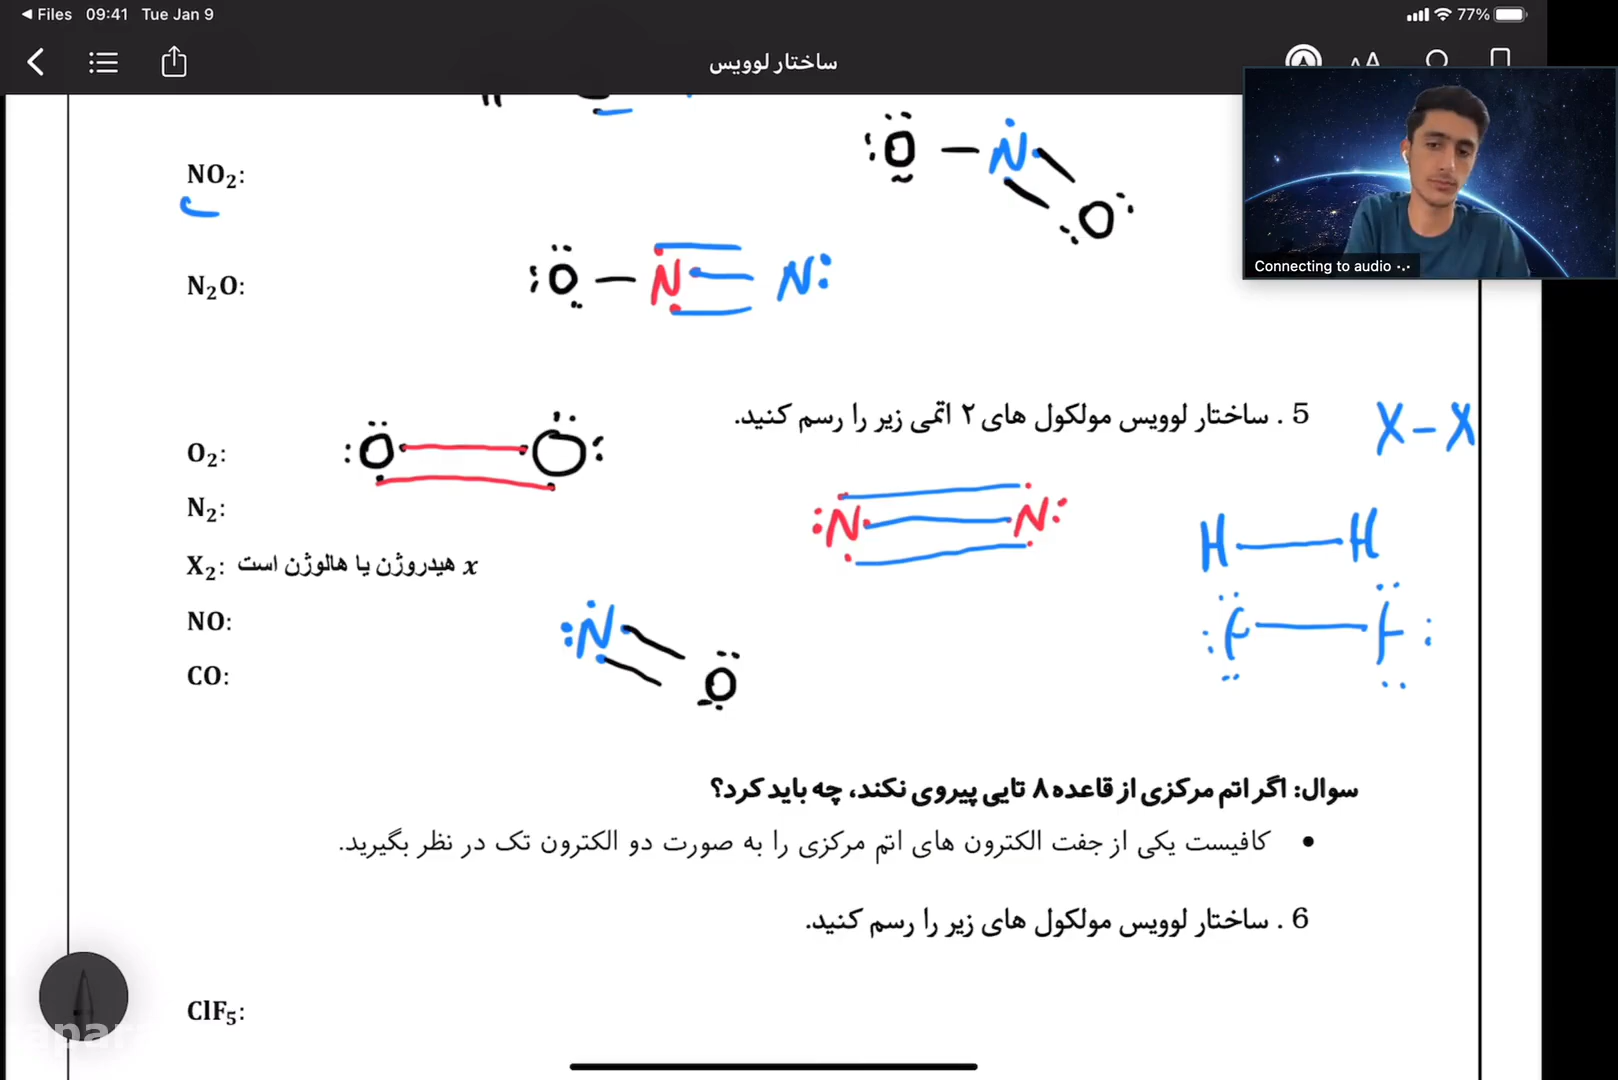 Files 09:41 Tue Jan 9 77%
ساختار لوویس
Connecting to audio
NO₂:
O N O
N₂O:
O N N
5 . ساختار لوویس مولکول های ۲ اتمی زیر را رسم کنید.
X - X
O₂:
O O
N₂:
N N
H H
X₂: x هیدروژن یا هالوژن است
F F
NO:
N O
CO:
سوال: اگر اتم مرکزی از قاعده ۸ تایی پیروی نکند، چه باید کرد؟
• کافیست یکی از جفت الکترون های اتم مرکزی را به صورت دو الکترون تک در نظر بگیرید.
6 . ساختار لوویس مولکول های زیر را رسم کنید.
ClF₅: